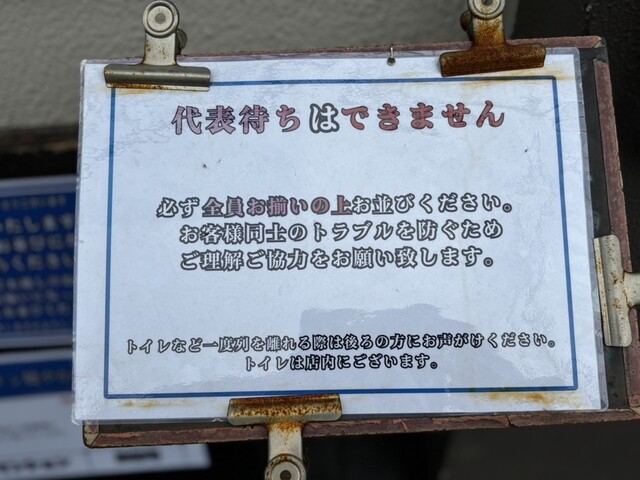 代表待ちはできません
必ず全員お揃いの上お並びください。
お客様同士のトラブルを防ぐため
ご理解ご協力をお願い致します。
トイレなど一度列を離れる際は後ろの方にお声がけください。
トイレは店内にございます。